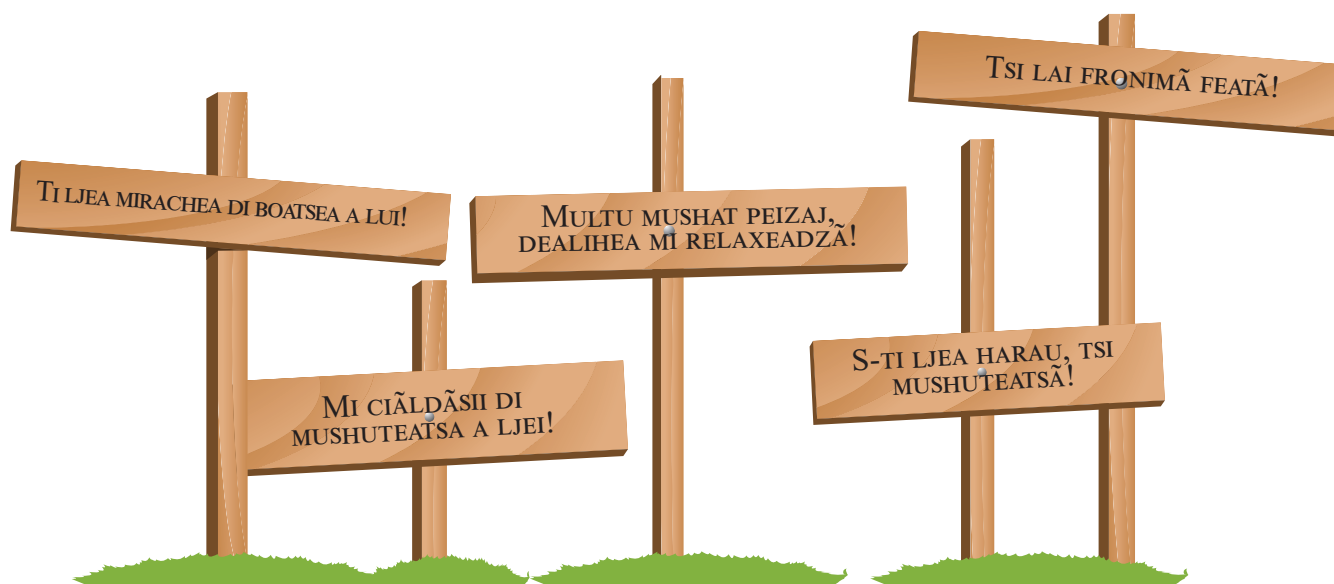 Ti ljea mirachea di boatsea a lui!
Mi ciãldãsii di
mushuteatsa a ljei!
Multu mushat peizaj,
dealihea mi relaxeadzã!
S-ti ljea harau, tsi
mushuteatsã!
Tsi lai fronimã featã!